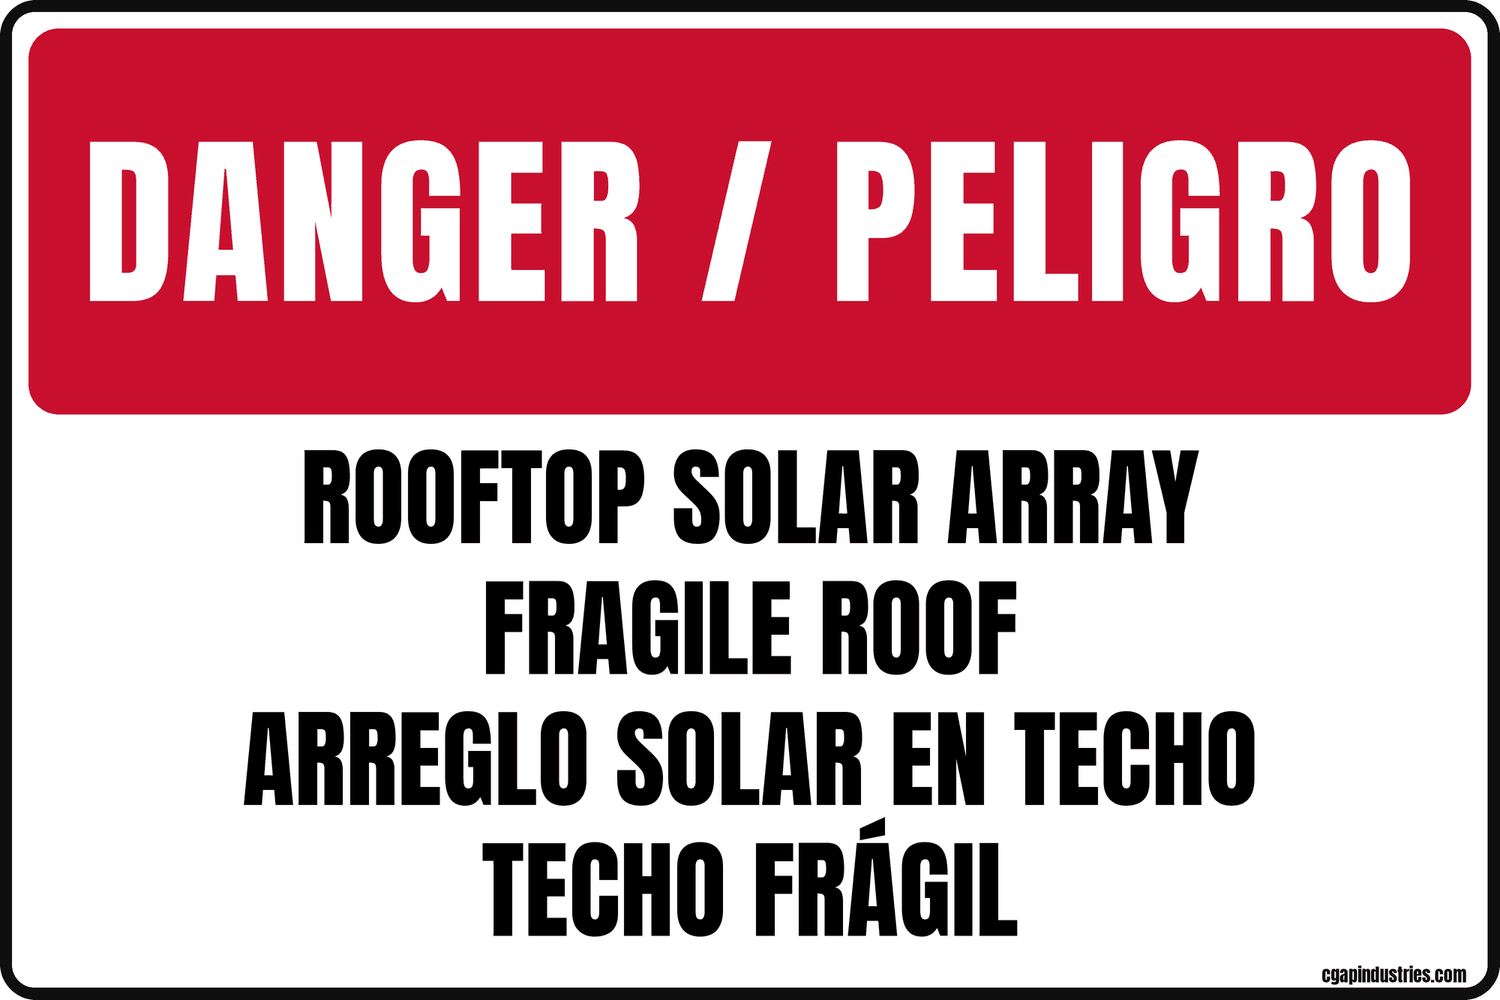 DANGER / PELIGRO
ROOFTOP SOLAR ARRAY
FRAGILE ROOF
ARREGLO SOLAR EN TECHO
TECHO FRÁGIL
cgapindustries.com